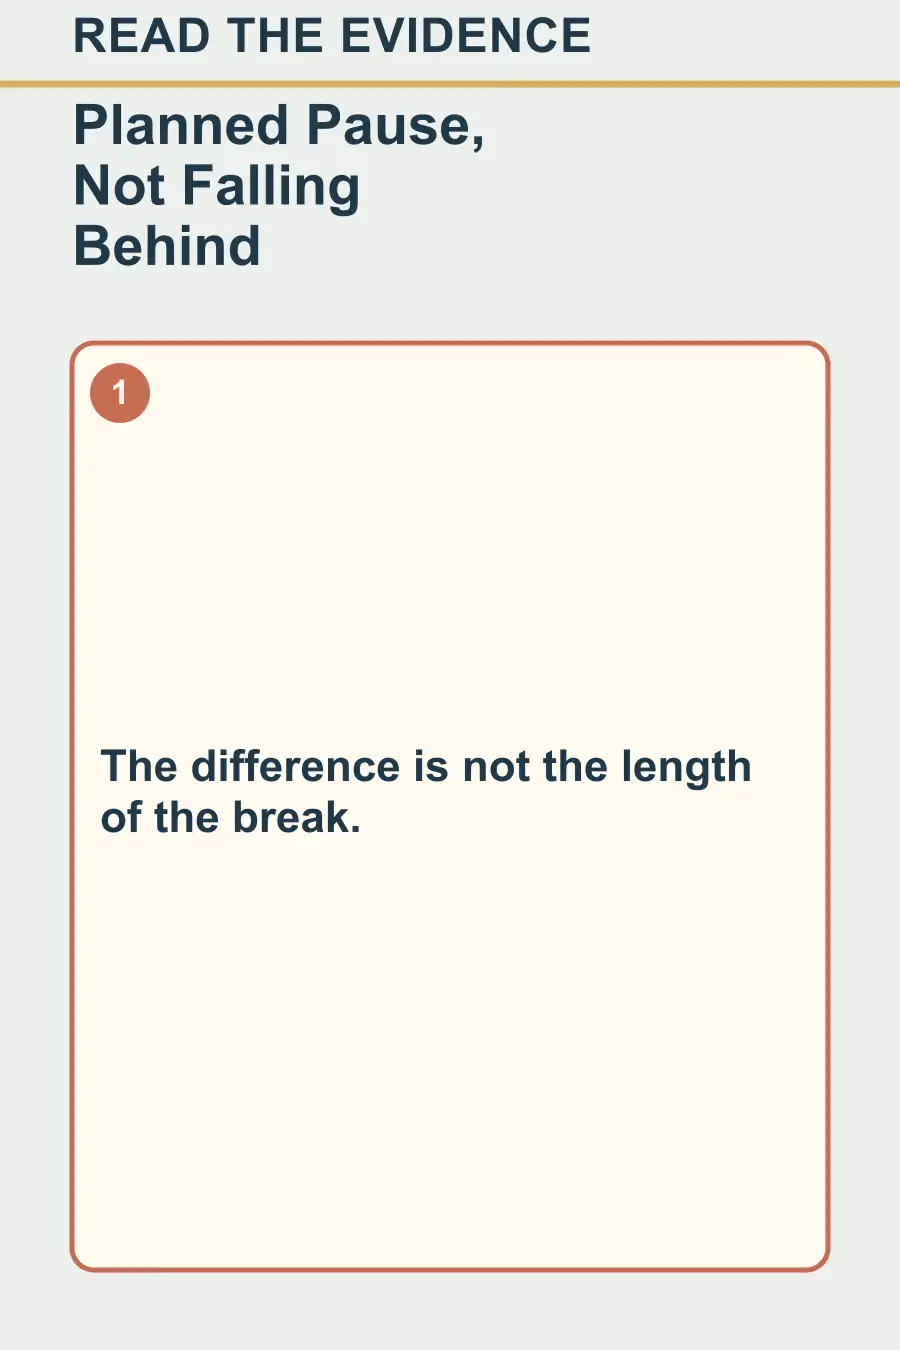 READ THE EVIDENCE
Planned Pause,
Not Falling
Behind
1
The difference is not the length
of the break.